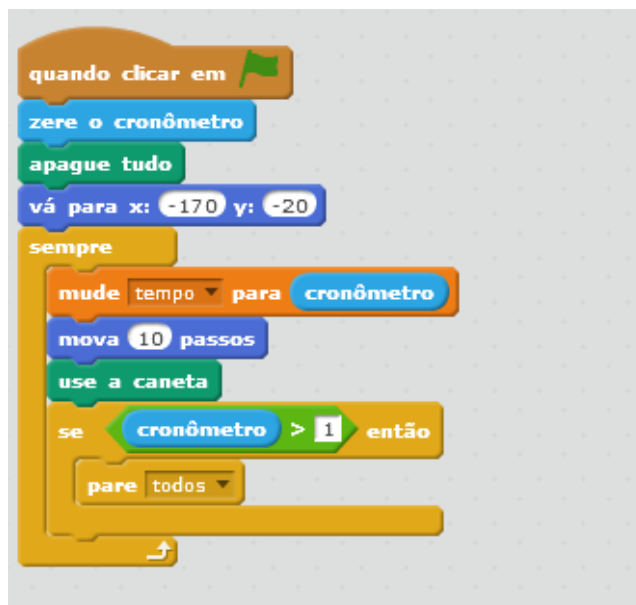 quando clicar em
zere o cronômetro
apague tudo
vá para x: -170 y: -20
sempre
mude tempo para cronômetro
mova 10 passos
use a caneta
se cronômetro > 1 então
pare todos